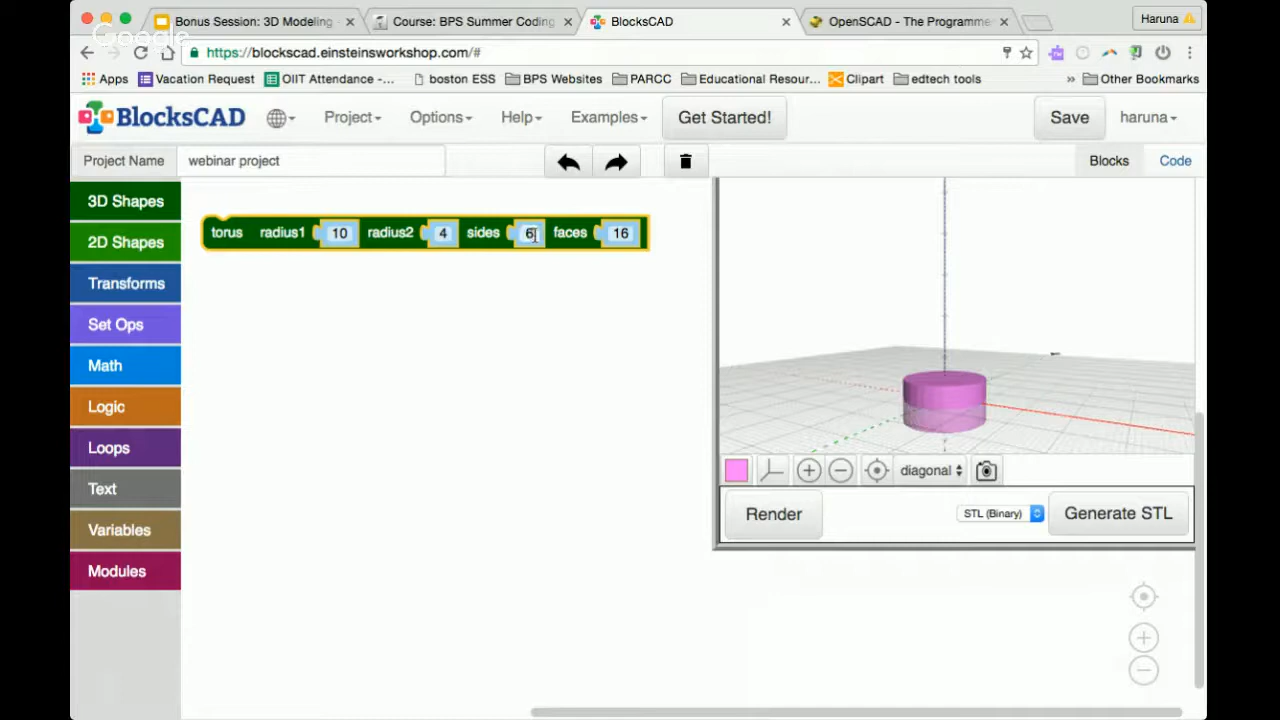 Bonus Session: 3D Modeling - Course: BPS Summer Coding BlocksCAD OpenSCAD - The Programme Haruna
Google
https://blockscad.einsteinsworkshop.com/#
Apps Vacation Request OIIT Attendance -... boston ESS BPS Websites PARCC Educational Resour... Clipart edtech tools » Other Bookmarks
BlocksCAD Project Options Help Examples Get Started! Save haruna
Project Name webinar project Blocks Code
3D Shapes
2D Shapes
Transforms
Set Ops
Math
Logic
Loops
Text
Variables
Modules
torus radius1 10 radius2 4 sides 6 faces 16
diagonal
Render STL (Binary) Generate STL